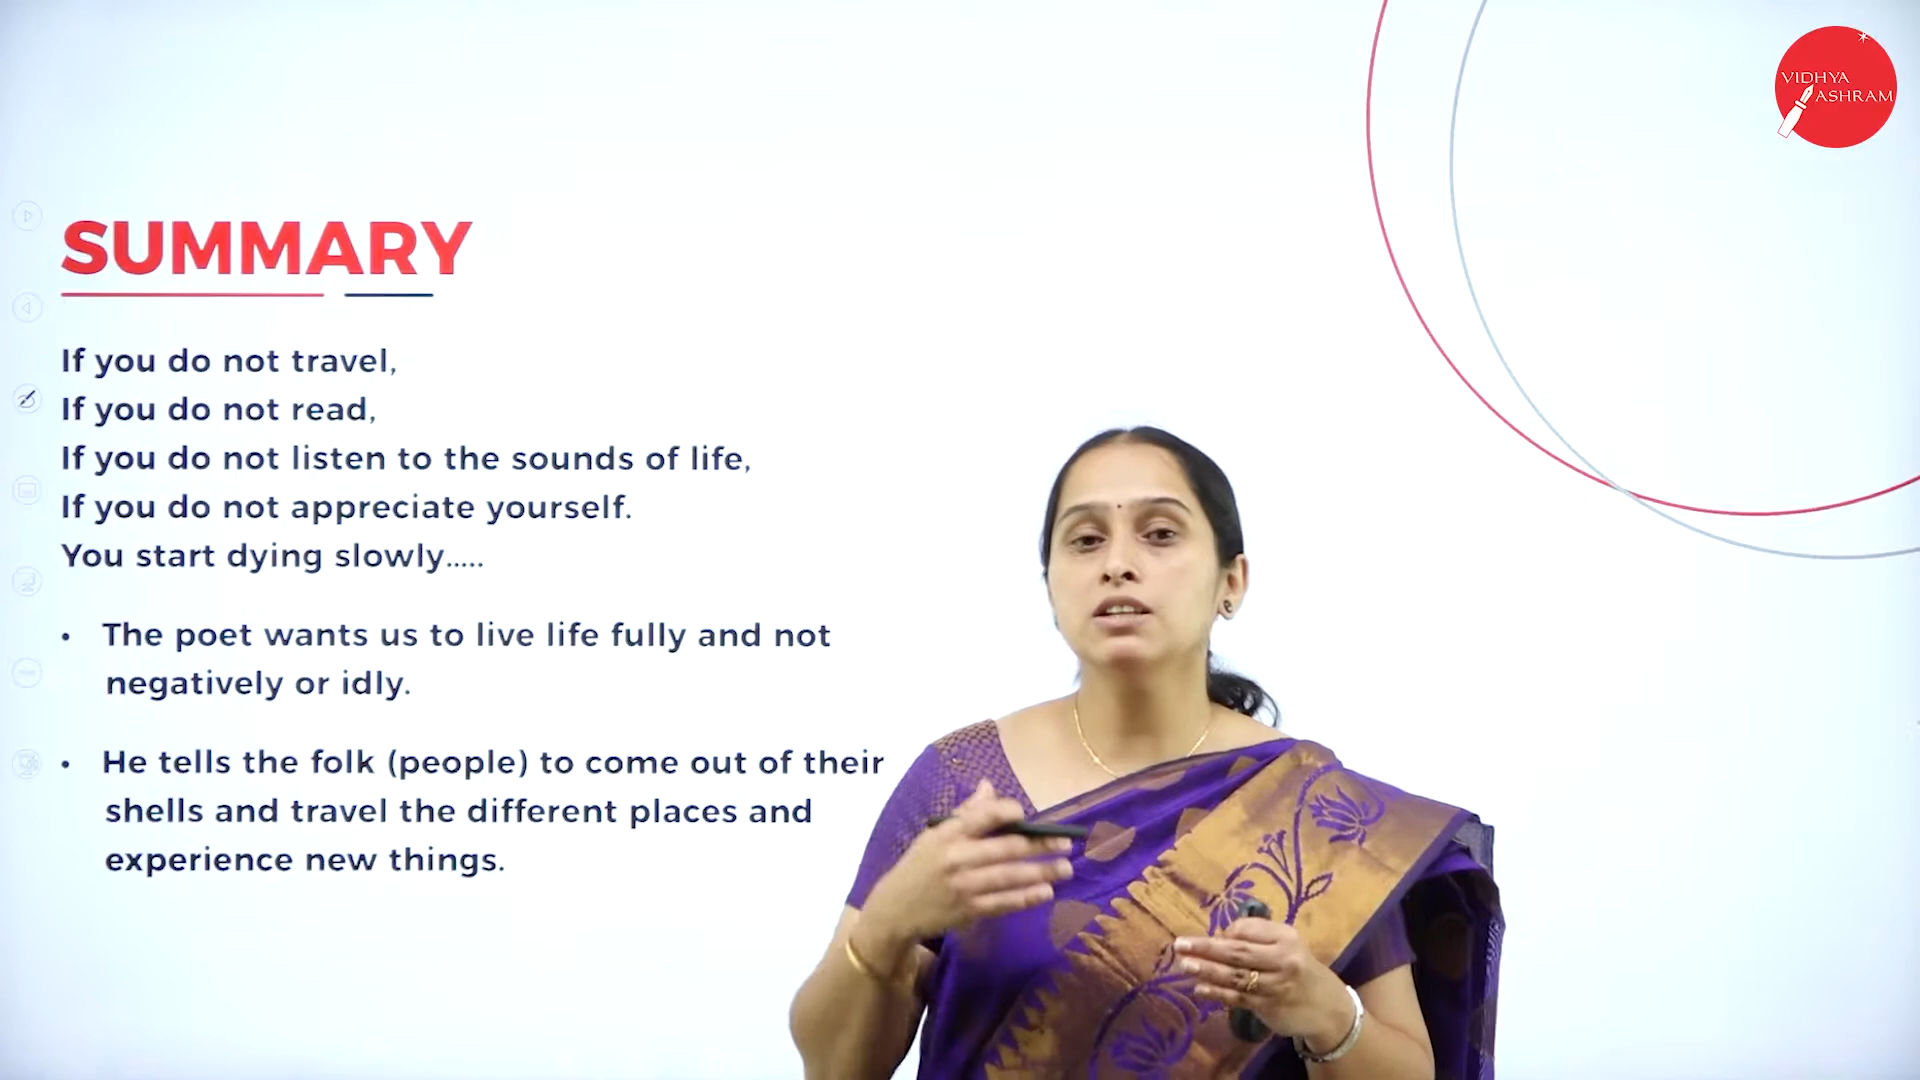 VIDHYA
ASHRAM
SUMMARY
If you do not travel,
If you do not read,
If you do not listen to the sounds of life,
If you do not appreciate yourself.
You start dying slowly.....
• The poet wants us to live life fully and not
negatively or idly.
• He tells the folk (people) to come out of their
shells and travel the different places and
experience new things.